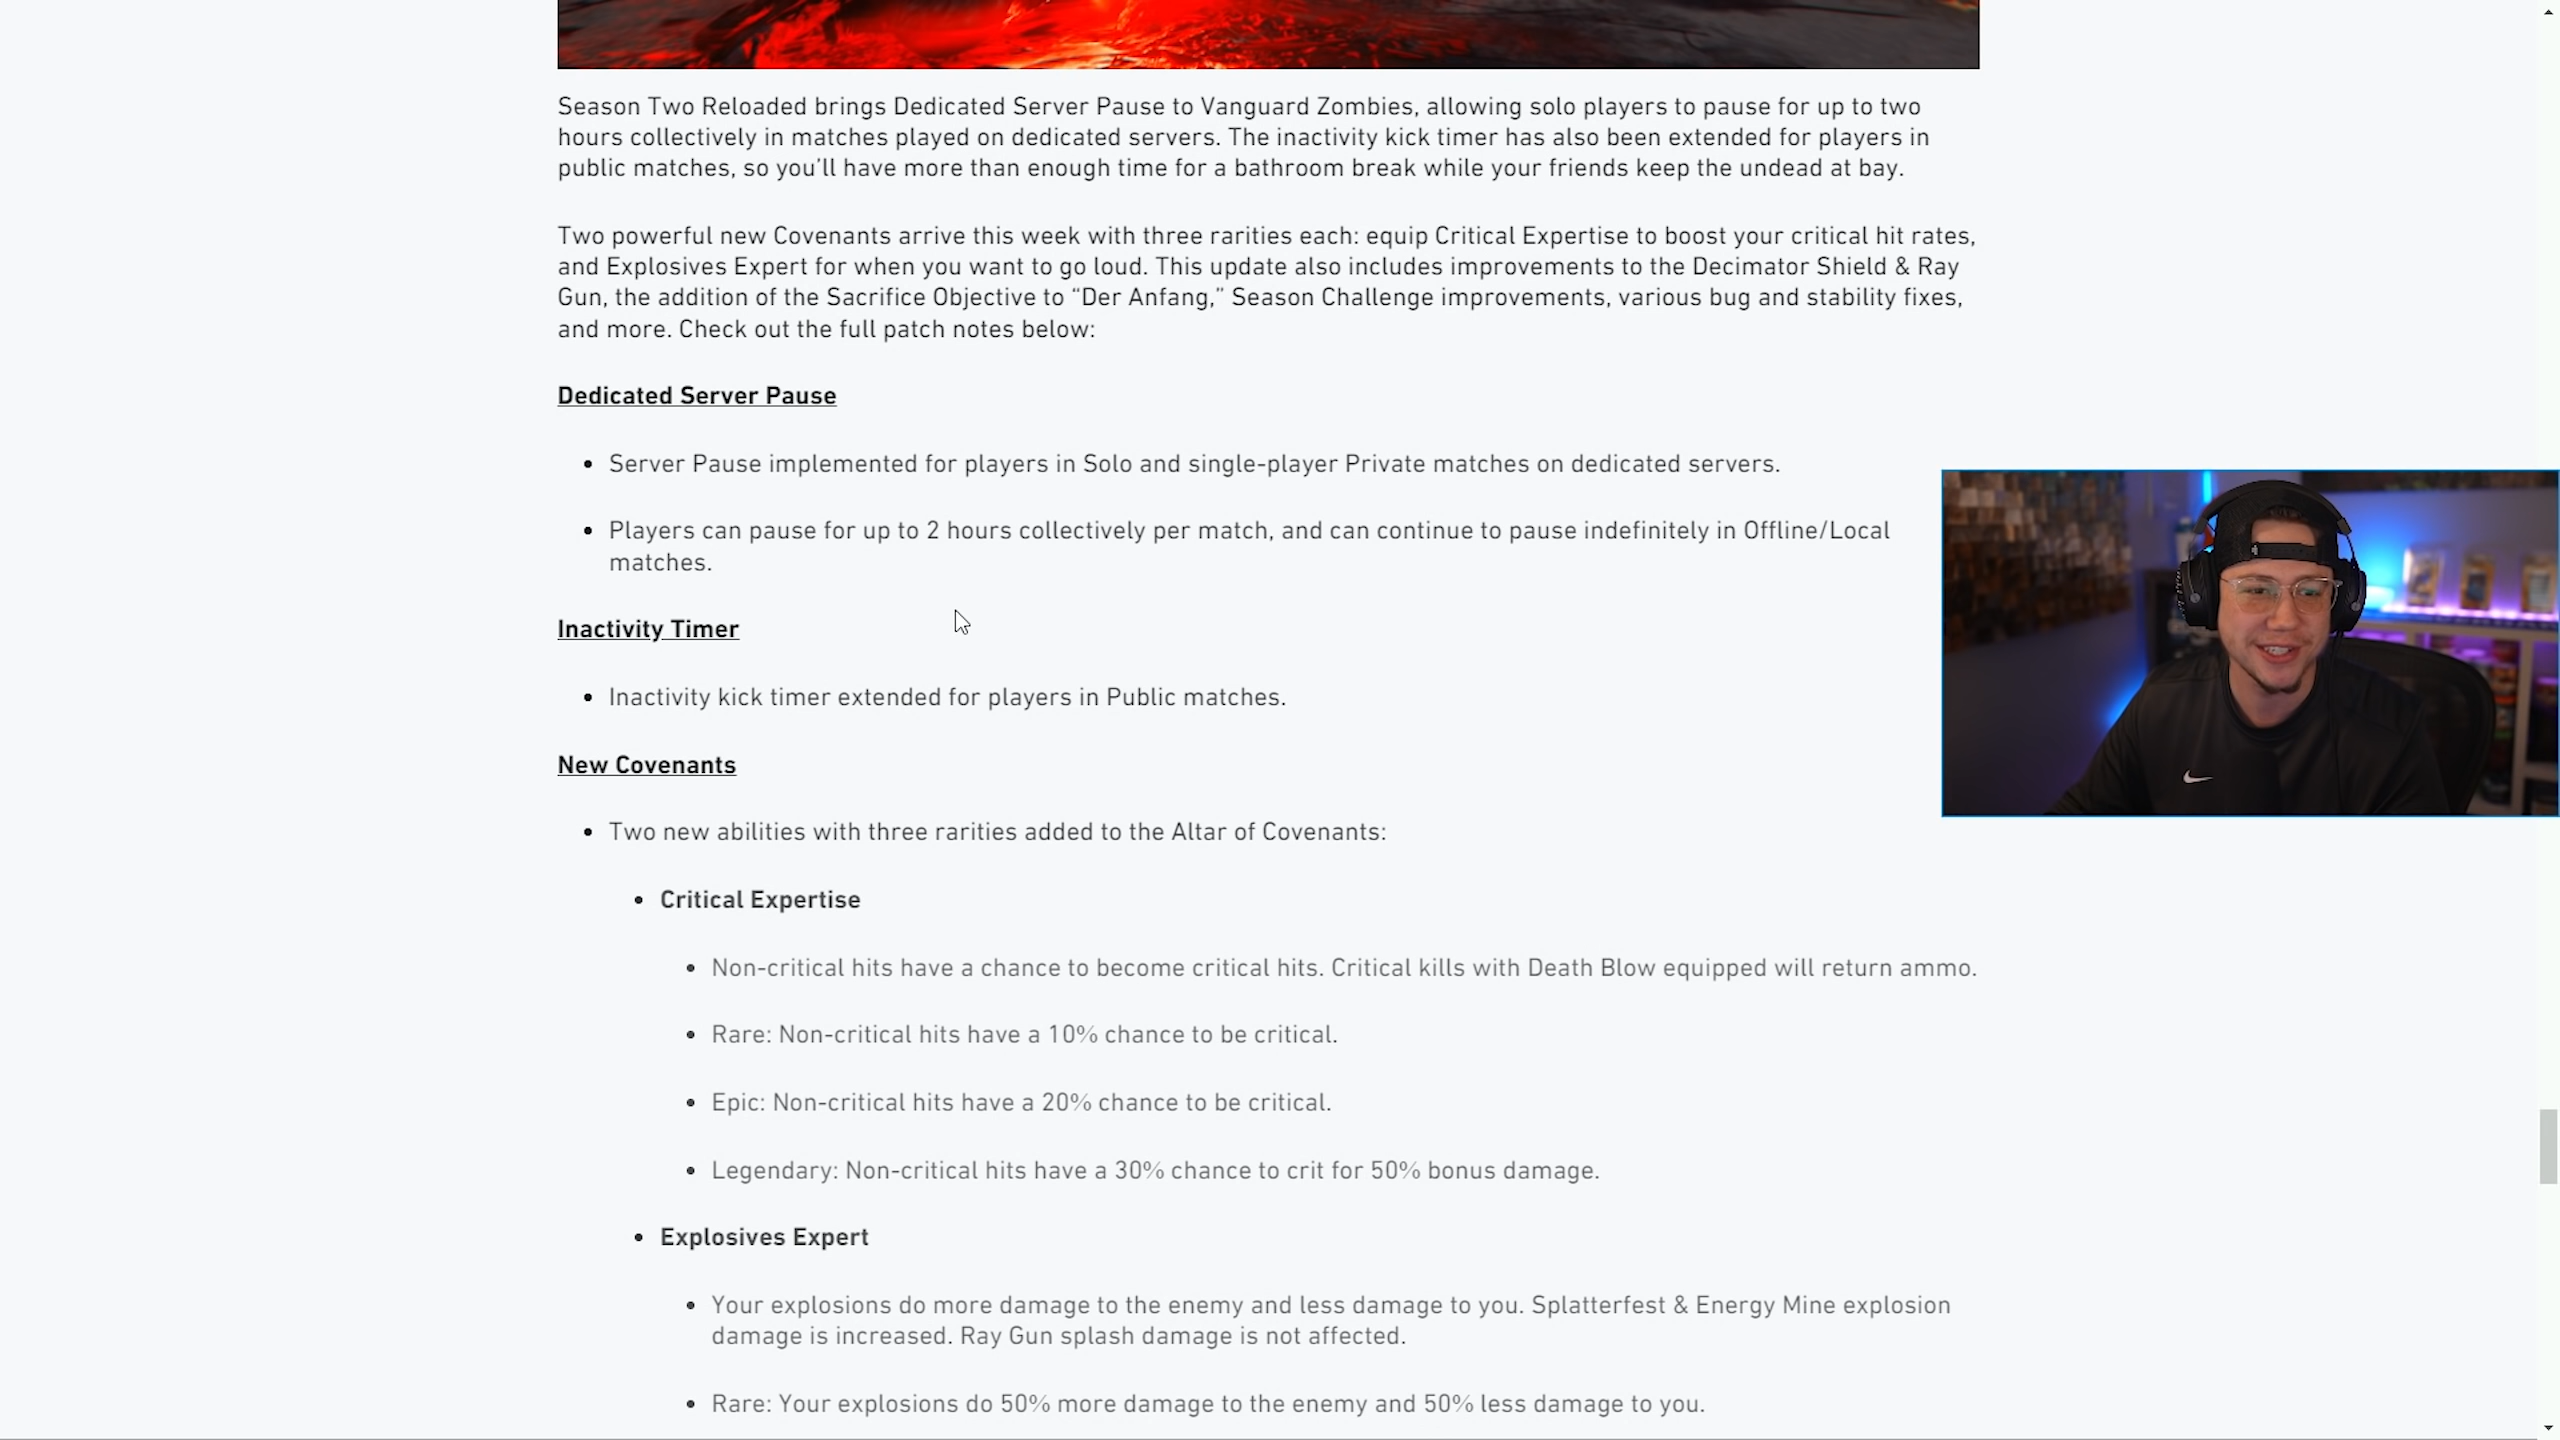 Season Two Reloaded brings Dedicated Server Pause to Vanguard Zombies, allowing solo players to pause for up to two
hours collectively in matches played on dedicated servers. The inactivity kick timer has also been extended for players in
public matches, so you’ll have more than enough time for a bathroom break while your friends keep the undead at bay.
Two powerful new Covenants arrive this week with three rarities each: equip Critical Expertise to boost your critical hit rates,
and Explosives Expert for when you want to go loud. This update also includes improvements to the Decimator Shield & Ray
Gun, the addition of the Sacrifice Objective to “Der Anfang,” Season Challenge improvements, various bug and stability fixes,
and more. Check out the full patch notes below:
Dedicated Server Pause
• Server Pause implemented for players in Solo and single-player Private matches on dedicated servers.
• Players can pause for up to 2 hours collectively per match, and can continue to pause indefinitely in Offline/Local
matches.
Inactivity Timer
• Inactivity kick timer extended for players in Public matches.
New Covenants
• Two new abilities with three rarities added to the Altar of Covenants:
• Critical Expertise
• Non-critical hits have a chance to become critical hits. Critical kills with Death Blow equipped will return ammo.
• Rare: Non-critical hits have a 10% chance to be critical.
• Epic: Non-critical hits have a 20% chance to be critical.
• Legendary: Non-critical hits have a 30% chance to crit for 50% bonus damage.
• Explosives Expert
• Your explosions do more damage to the enemy and less damage to you. Splatterfest & Energy Mine explosion
damage is increased. Ray Gun splash damage is not affected.
• Rare: Your explosions do 50% more damage to the enemy and 50% less damage to you.